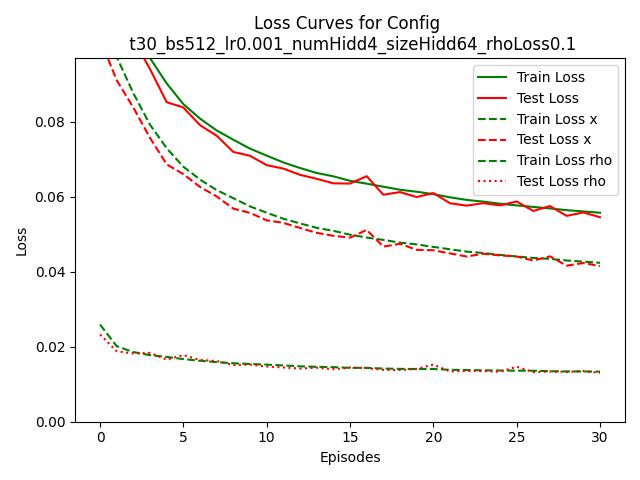 Loss Curves for Config
t30_bs512_lr0.001_numHidd4_sizeHidd64_rhoLoss0.1
Train Loss
Test Loss
Train Loss x
Test Loss x
Train Loss rho
Test Loss rho
Loss
0.08
0.06
0.04
0.02
0.00
0 5 10 15 20 25 30
Episodes